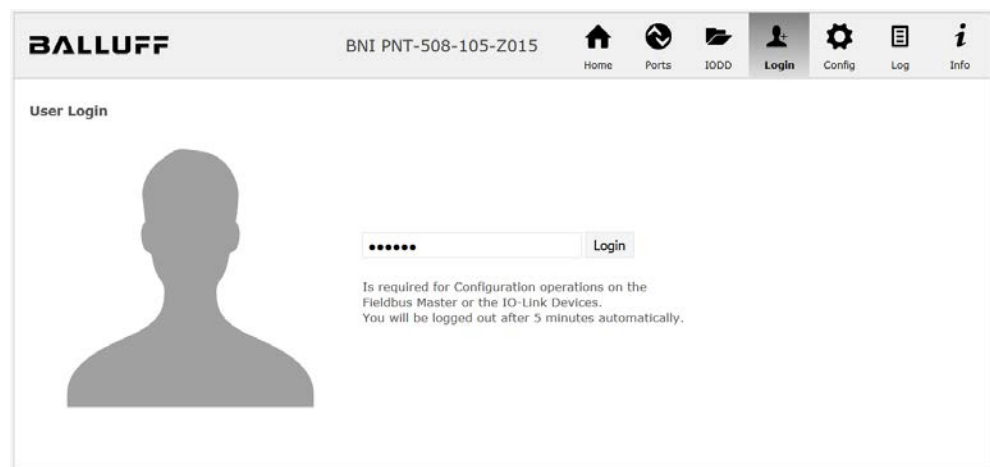 BALLUFF
BNI PNT-508-105-Z015
Home
Ports
IODD
Login
Config
Log
Info
User Login
Login
Is required for Configuration operations on the
Fieldbus Master or the IO-Link Devices.
You will be logged out after 5 minutes automatically.